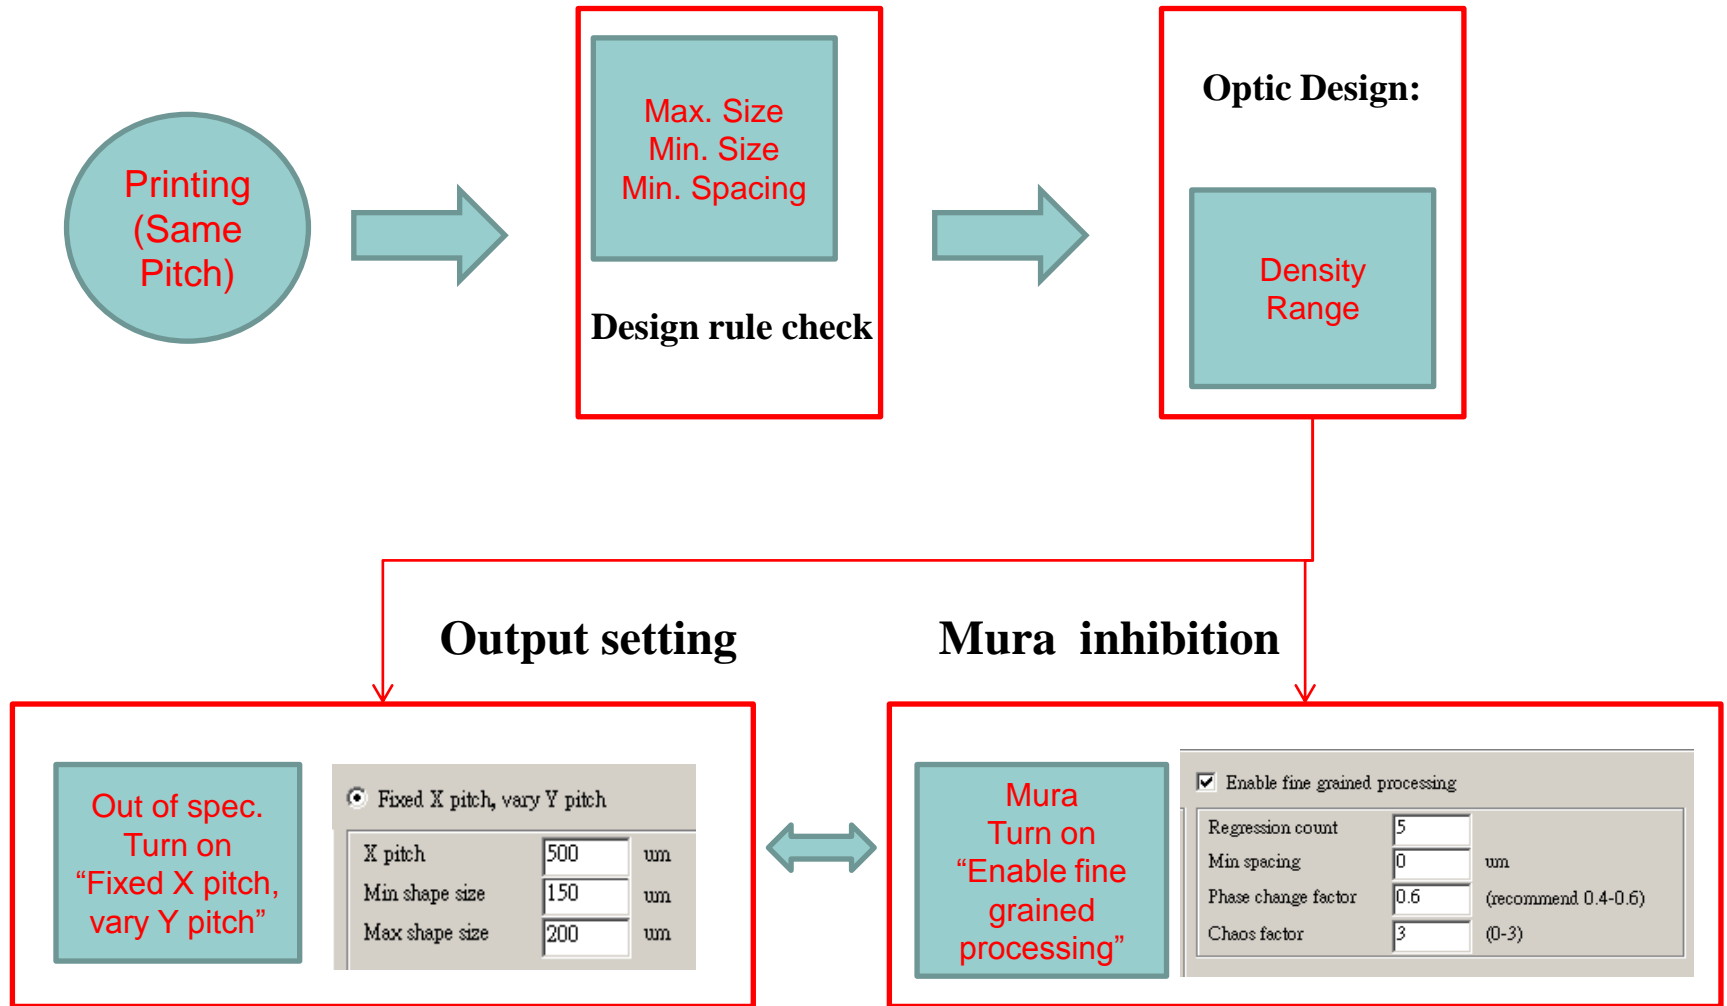 Printing
(Same
Pitch)
Max. Size
Min. Size
Min. Spacing
Design rule check
Optic Design:
Density
Range
Output setting
Mura inhibition
Out of spec.
Turn on
“Fixed X pitch,
vary Y pitch”
Fixed X pitch, vary Y pitch
X pitch 500 um
Min shape size 150 um
Max shape size 200 um
Mura
Turn on
“Enable fine
grained
processing”
Enable fine grained processing
Regression count 5
Min spacing 0 um
Phase change factor 0.6 (recommend 0.4-0.6)
Chaos factor 3 (0-3)